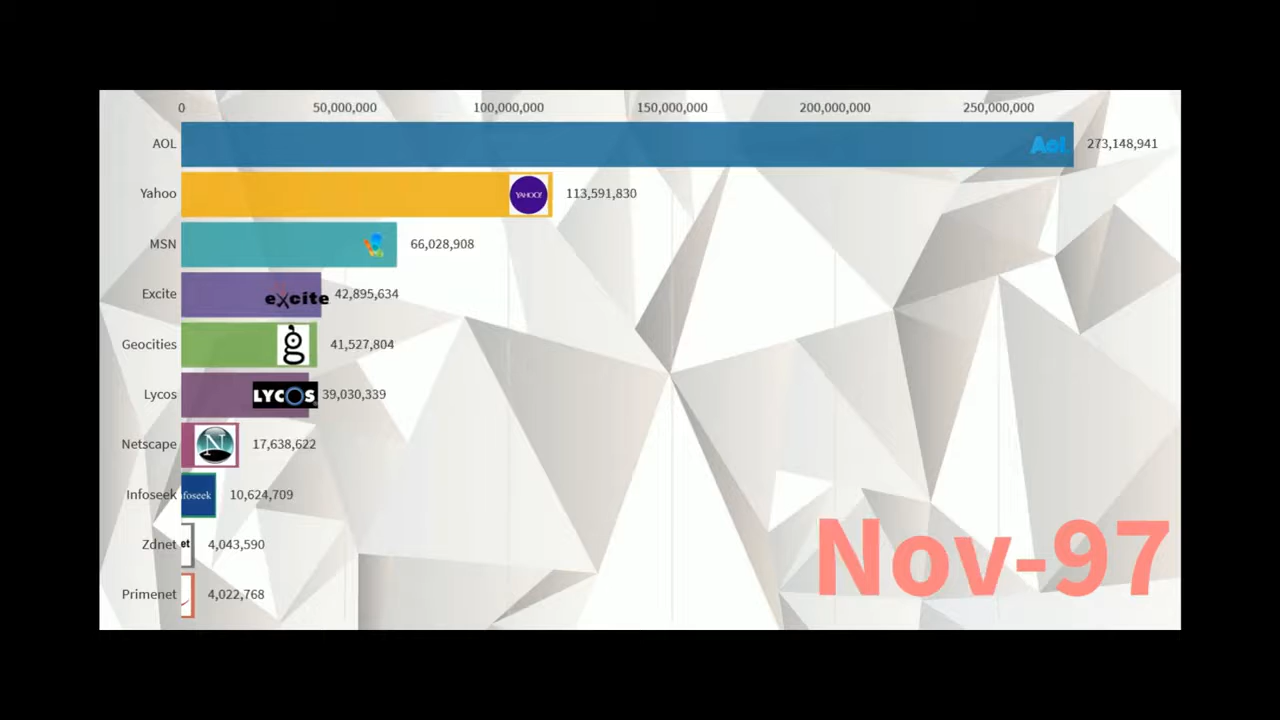 0 50,000,000 100,000,000 150,000,000 200,000,000 250,000,000
AOL Aol. 273,148,941
Yahoo YAHOO! 113,591,830
MSN 66,028,908
Excite excite 42,895,634
Geocities g 41,527,804
Lycos LYCOS 39,030,339
Netscape N 17,638,622
Infoseek foseek 10,624,709
Zdnet et 4,043,590
Primenet 4,022,768
Nov-97